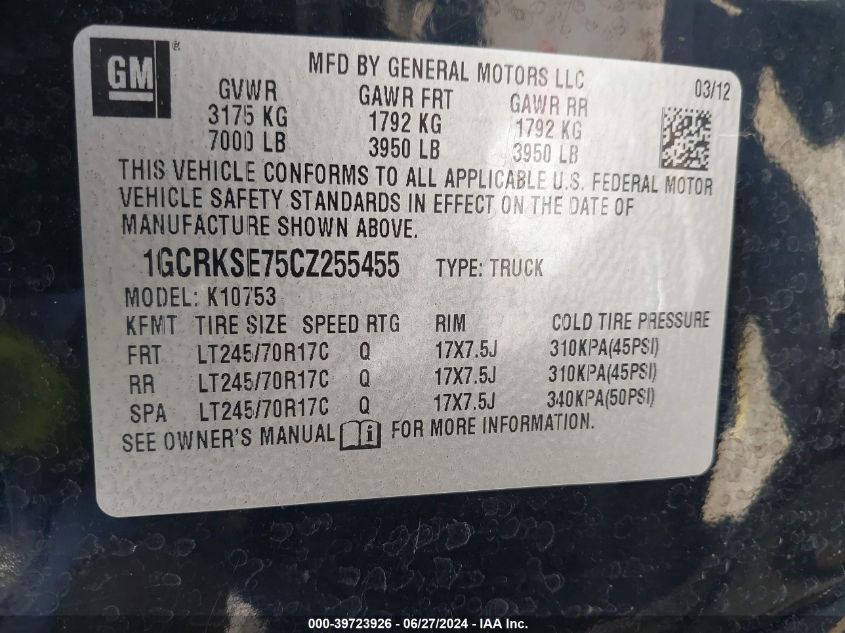 GM ®
MFD BY GENERAL MOTORS LLC
03/12
GVWR GAWR FRT GAWR RR
3175 KG 1792 KG 1792 KG
7000 LB 3950 LB 3950 LB
THIS VEHICLE CONFORMS TO ALL APPLICABLE U.S. FEDERAL MOTOR
VEHICLE SAFETY STANDARDS IN EFFECT ON THE DATE OF
MANUFACTURE SHOWN ABOVE.
1GCRKSE75CZ255455 TYPE: TRUCK
MODEL: K10753
KFMT TIRE SIZE SPEED RTG RIM COLD TIRE PRESSURE
FRT LT245/70R17C Q 17X7.5J 310KPA(45PSI)
RR LT245/70R17C Q 17X7.5J 310KPA(45PSI)
SPA LT245/70R17C Q 17X7.5J 340KPA(50PSI)
SEE OWNER'S MANUAL i FOR MORE INFORMATION.
000-39723926 - 06/27/2024 - IAA Inc.